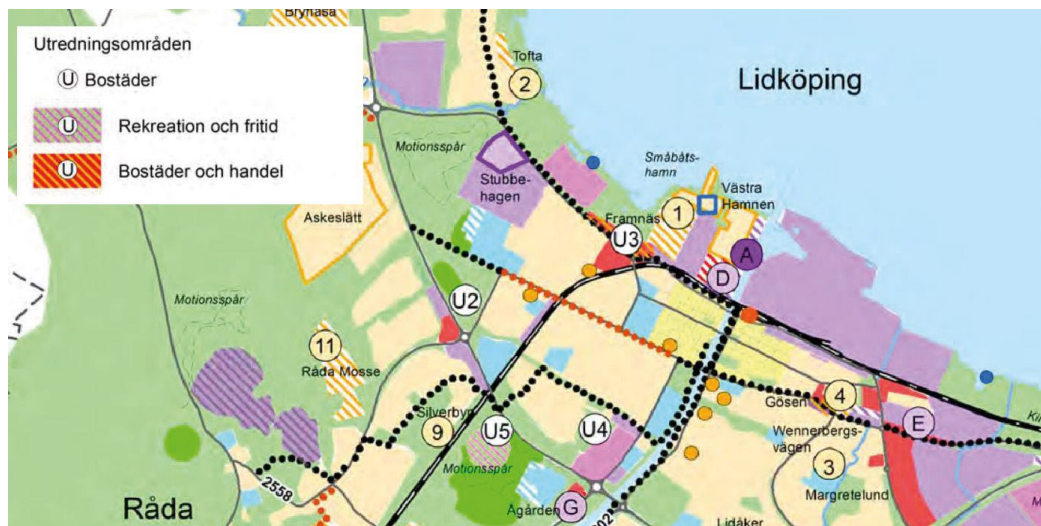 Brynäsa
Utredningsområden
U Bostäder
U Rekreation och fritid
U Bostäder och handel
Tofta
2
Lidköping
Motionsspår
Stubbe-
hagen
Småbåts-
hamn
Västra
Hamnen
Askeslätt
Framnäs
1
U3
A
D
Motionsspår
U2
11
Råda Mosse
Silverbyn
9
U5
U4
Motionsspår
Gösen
4
E
Wennerbergs-
vägen
3
Margretelund
2558
Råda
Ågården
G
Lidåker